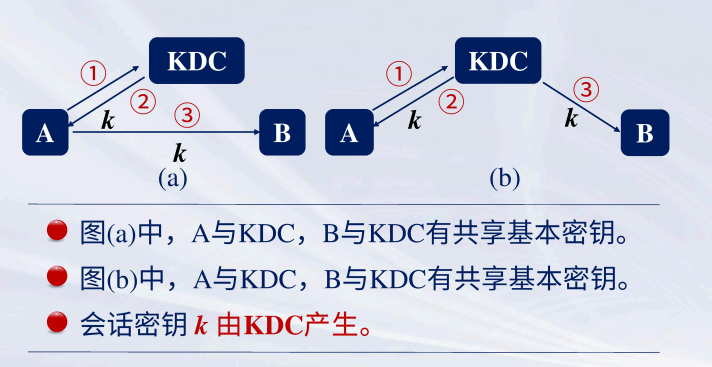 KDC
①
②
③
A
k
B
k
(a)
KDC
①
②
③
A
k
k
B
(b)
图(a)中，A与KDC，B与KDC有共享基本密钥。
图(b)中，A与KDC，B与KDC有共享基本密钥。
会话密钥 k 由KDC产生。